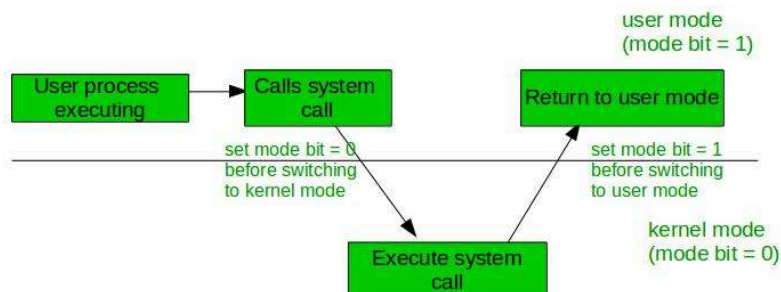 user mode
(mode bit = 1)
User process
executing
Calls system
call
Return to user mode
set mode bit = 0
before switching
to kernel mode
set mode bit = 1
before switching
to user mode
kernel mode
(mode bit = 0)
Execute system
call